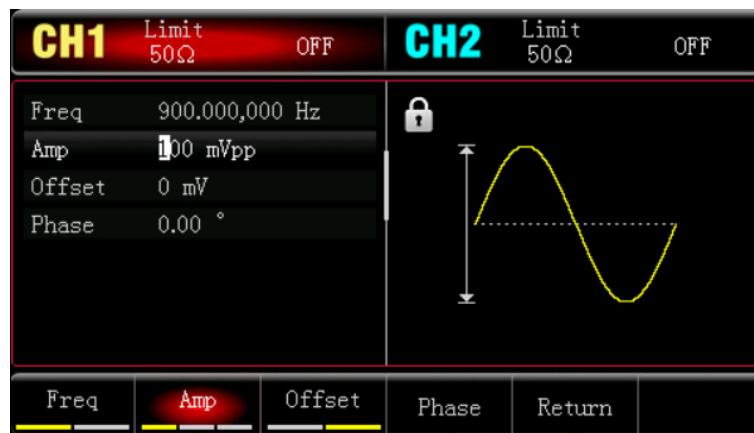 CH1 Limit 50Ω OFF CH2 Limit 50Ω OFF
Freq 900.000,000 Hz
Amp 100 mVpp
Offset 0 mV
Phase 0.00 °
Freq Amp Offset Phase Return